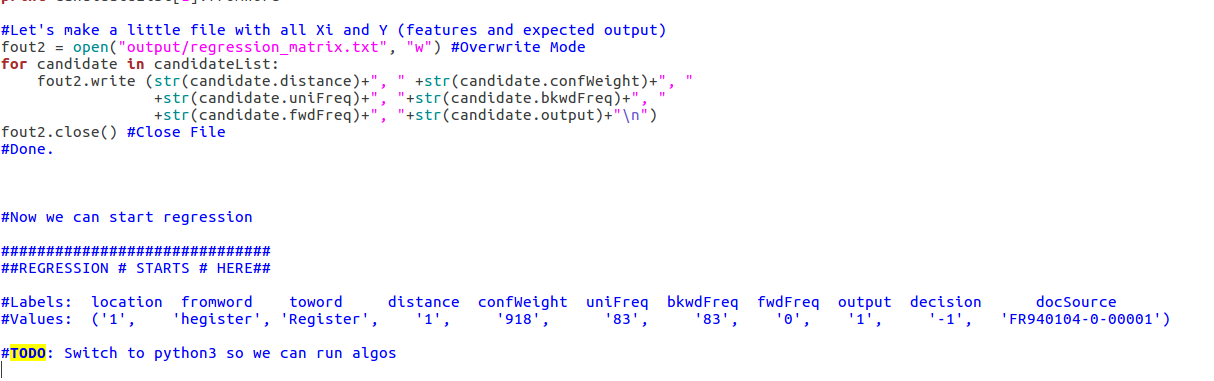 #Let's make a little file with all Xi and Y (features and expected output)
fout2 = open("output/regression_matrix.txt", "w") #Overwrite Mode
for candidate in candidateList:
    fout2.write (str(candidate.distance)+", " +str(candidate.confWeight)+", "
                 +str(candidate.uniFreq)+", "+str(candidate.bkwdFreq)+", "
                 +str(candidate.fwdFreq)+", "+str(candidate.output)+"\n")
fout2.close() #Close File
#Done.
#Now we can start regression
##############################
##REGRESSION # STARTS # HERE##
#Labels:  location  fromword    toword     distance  confWeight  uniFreq  bkwdFreq  fwdFreq  output  decision      docSource
#Values:  ('1',    'hegister', 'Register',    '1',     '918',      '83',     '83',    '0',    '1',     '-1',   'FR940104-0-00001')
#TODO: Switch to python3 so we can run algos